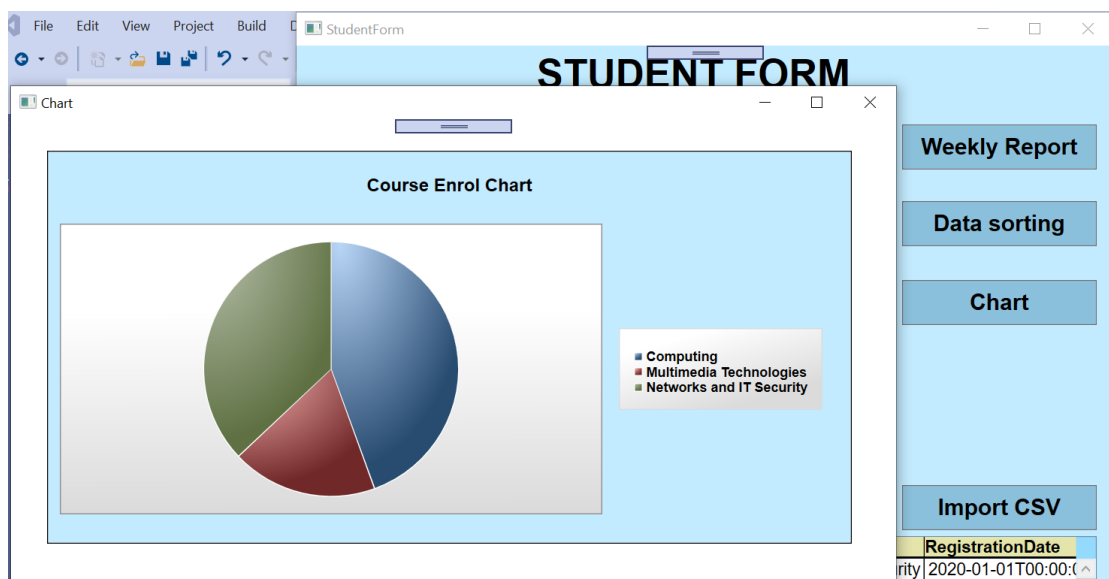 File Edit View Project Build
StudentForm
STUDENT FORM
Chart
Weekly Report
Course Enrol Chart
Data sorting
Chart
Computing
Multimedia Technologies
Networks and IT Security
Import CSV
RegistrationDate
rity 2020-01-01T00:00: